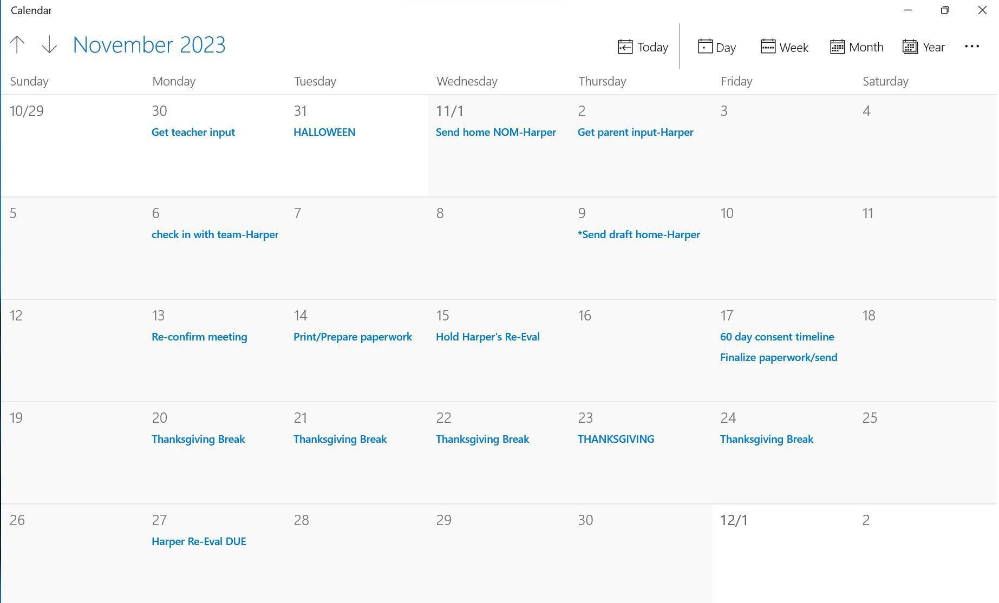 Calendar
November 2023
Today
Day
Week
Month
Year
Sunday Monday Tuesday Wednesday Thursday Friday Saturday
10/29 30 31 11/1 2 3 4
Get teacher input HALLOWEEN Send home NOM-Harper Get parent input-Harper
5 6 7 8 9 10 11
check in with team-Harper *Send draft home-Harper
12 13 14 15 16 17 18
Re-confirm meeting Print/Prepare paperwork Hold Harper's Re-Eval 60 day consent timeline
Finalize paperwork/send
19 20 21 22 23 24 25
Thanksgiving Break Thanksgiving Break Thanksgiving Break THANKSGIVING Thanksgiving Break
26 27 28 29 30 12/1 2
Harper Re-Eval DUE